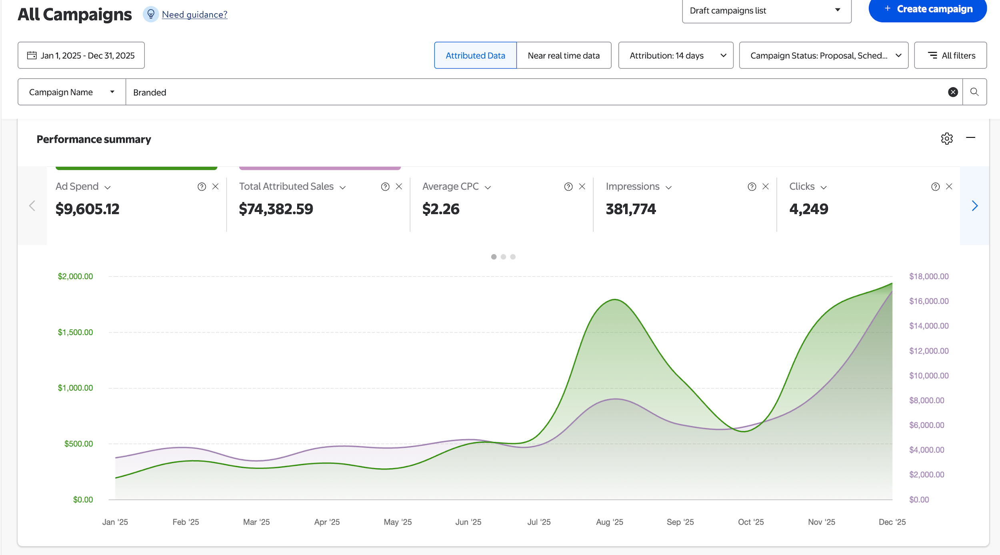 All Campaigns
Need guidance?
Draft campaigns list
+ Create campaign
Jan 1, 2025 - Dec 31, 2025
Attributed Data
Near real time data
Attribution: 14 days
Campaign Status: Proposal, Sched...
All filters
Campaign Name
Branded
Performance summary
Ad Spend
$9,605.12
Total Attributed Sales
$74,382.59
Average CPC
$2.26
Impressions
381,774
Clicks
4,249
$2,000.00
$1,500.00
$1,000.00
$500.00
$0.00
$18,000.00
$16,000.00
$14,000.00
$12,000.00
$10,000.00
$8,000.00
$6,000.00
$4,000.00
$2,000.00
$0.00
Jan '25
Feb '25
Mar '25
Apr '25
May '25
Jun '25
Jul '25
Aug '25
Sep '25
Oct '25
Nov '25
Dec '25